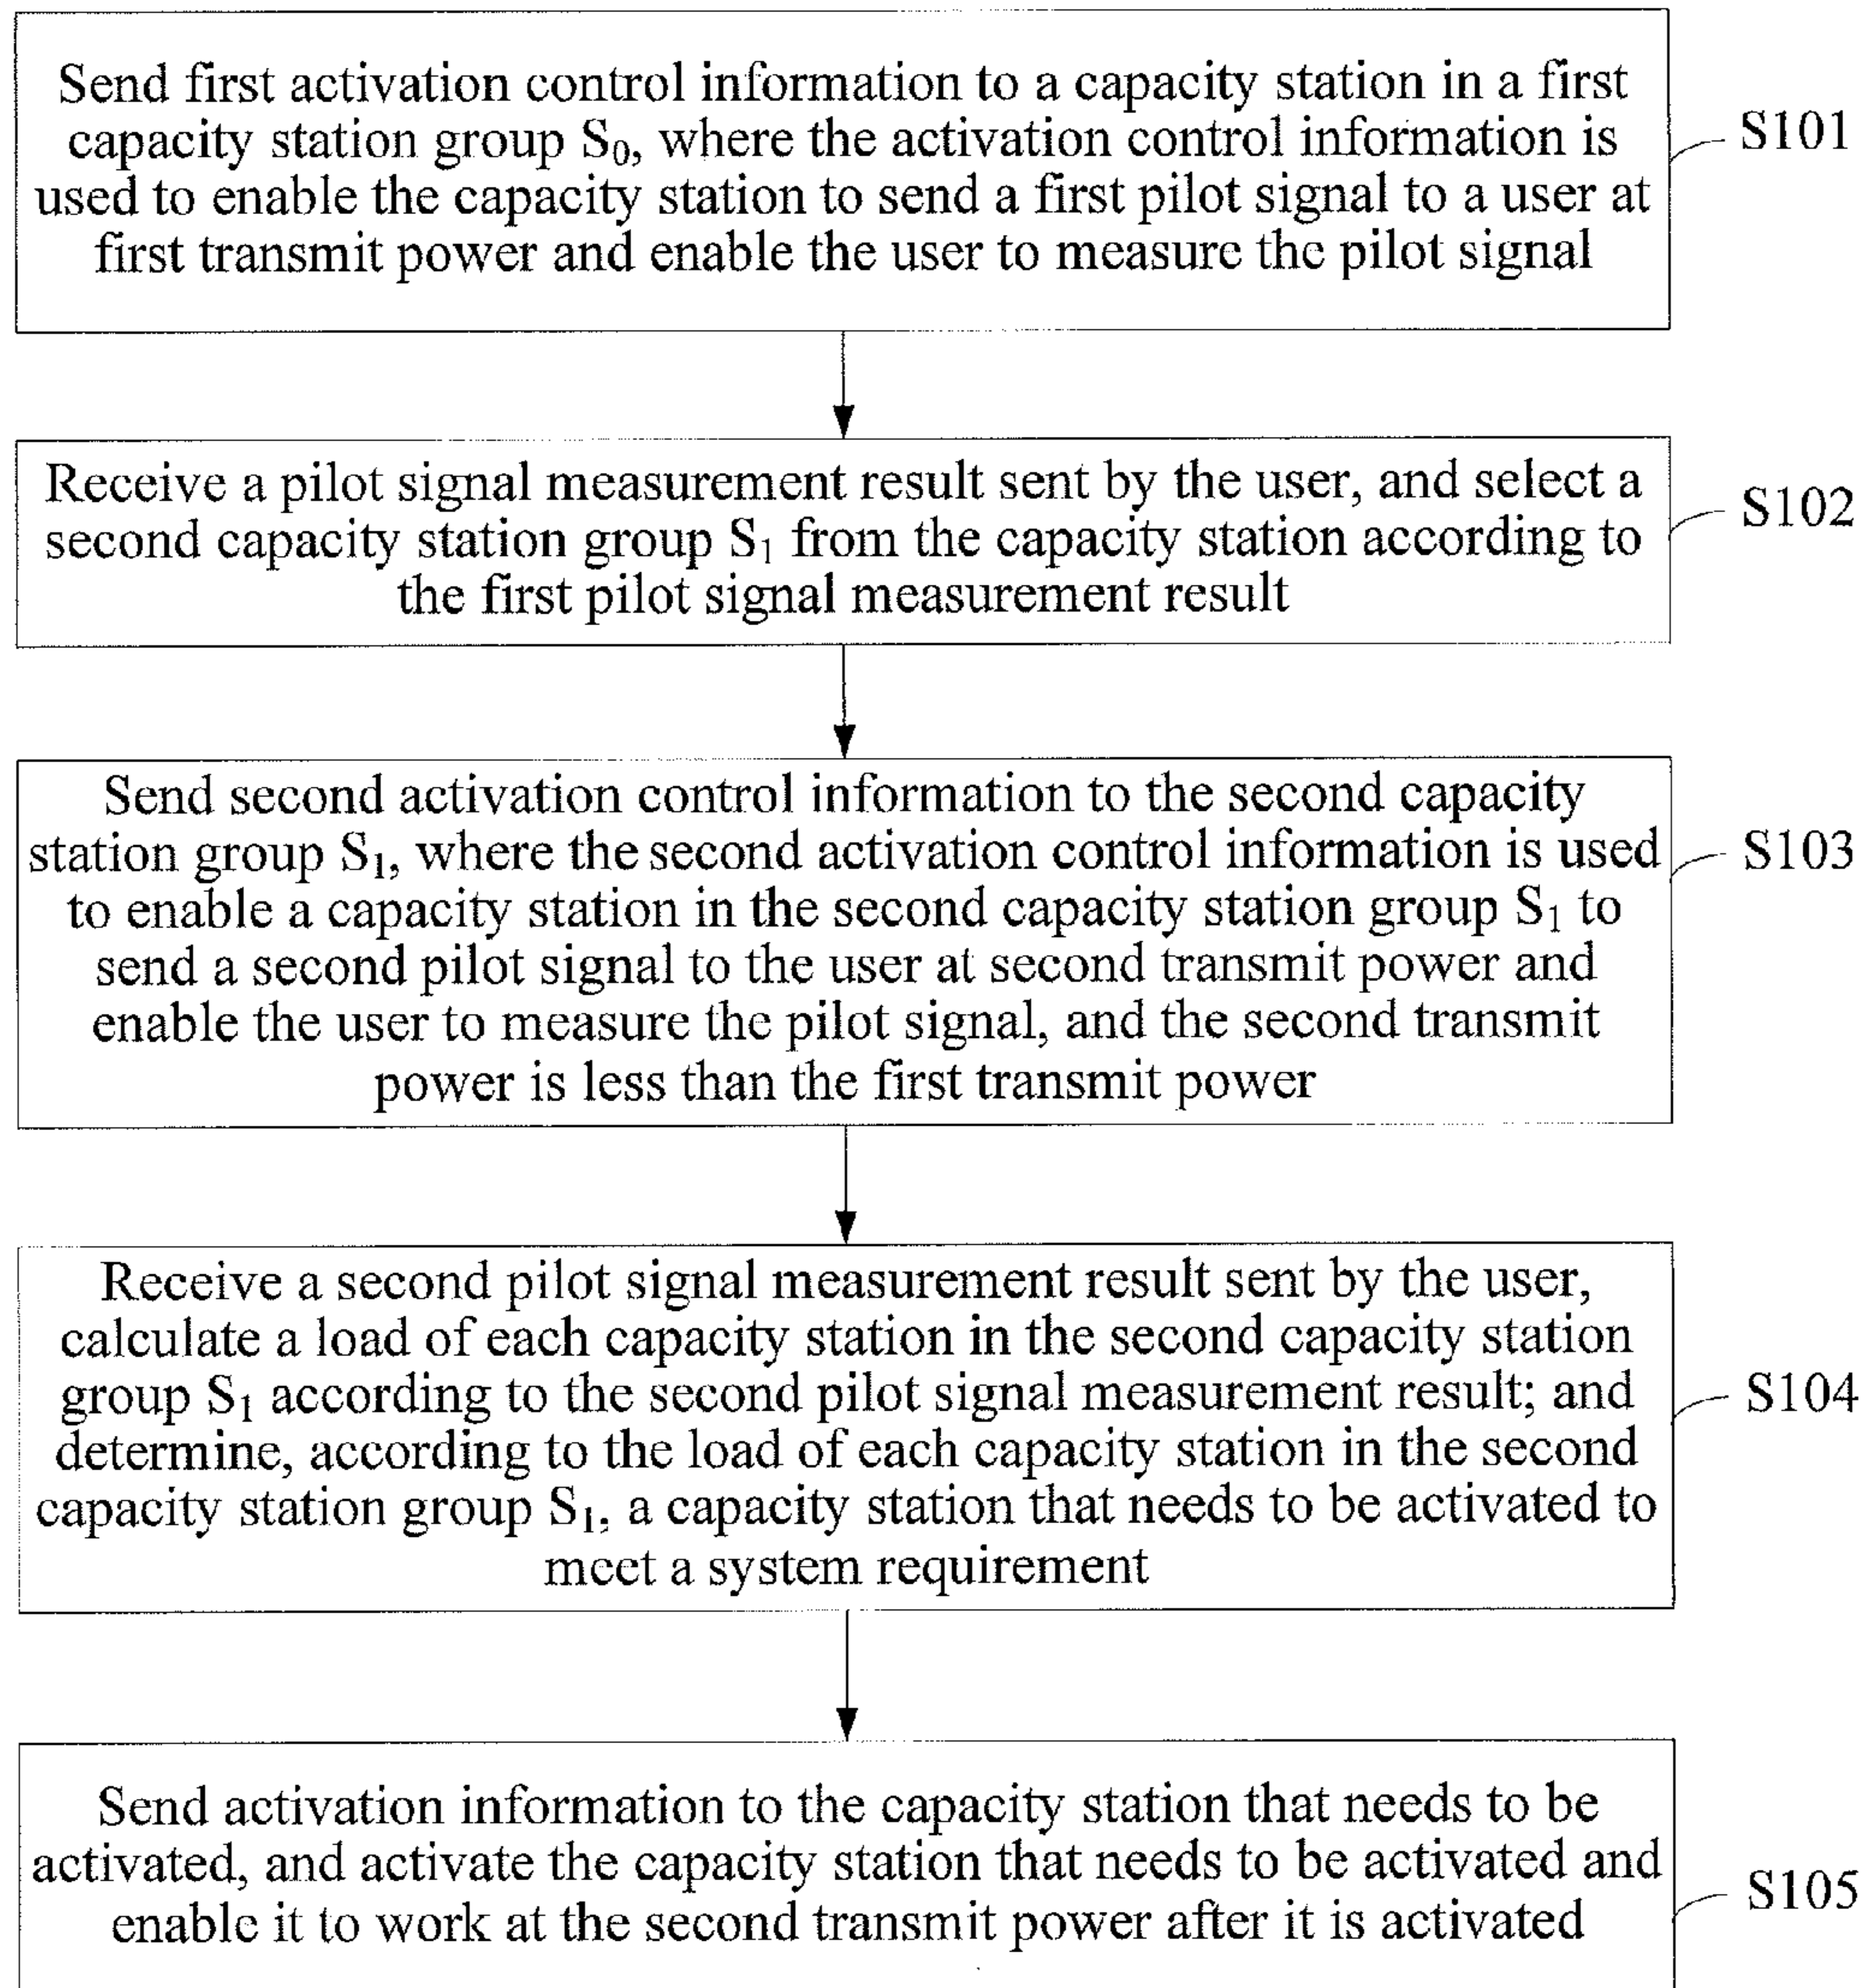 Send first activation control information to a capacity station in a first
capacity station group S₀, where the activation control information is
used to enable the capacity station to send a first pilot signal to a user at
first transmit power and enable the user to measure the pilot signal
S101
Receive a pilot signal measurement result sent by the user, and select a
second capacity station group S₁ from the capacity station according to
the first pilot signal measurement result
S102
Send second activation control information to the second capacity
station group S₁, where the second activation control information is used
to enable a capacity station in the second capacity station group S₁ to
send a second pilot signal to the user at second transmit power and
enable the user to measure the pilot signal, and the second transmit
power is less than the first transmit power
S103
Receive a second pilot signal measurement result sent by the user,
calculate a load of each capacity station in the second capacity station
group S₁ according to the second pilot signal measurement result; and
determine, according to the load of each capacity station in the second
capacity station group S₁, a capacity station that needs to be activated to
meet a system requirement
S104
Send activation information to the capacity station that needs to be
activated, and activate the capacity station that needs to be activated and
enable it to work at the second transmit power after it is activated
S105